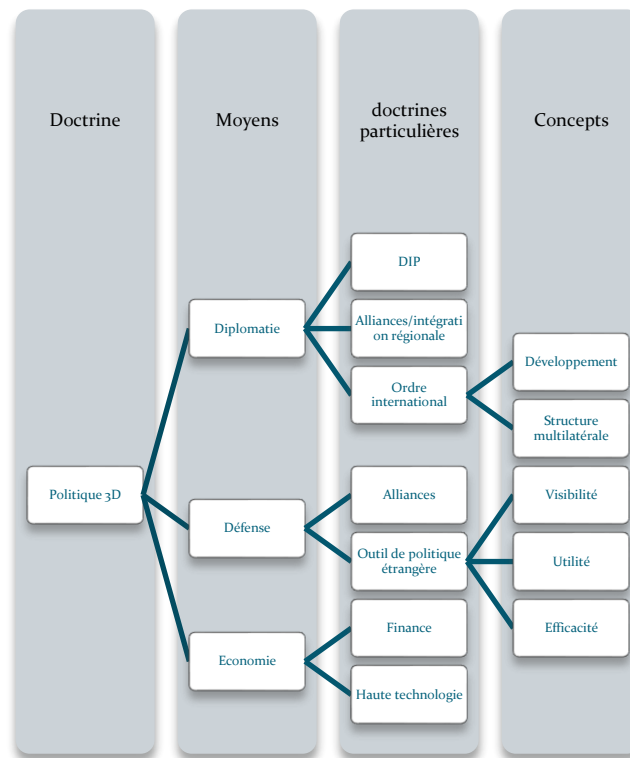 Doctrine
Moyens
doctrines
particulières
Concepts
DIP
Diplomatie
Alliances/intégrati
on régionale
Ordre
international
Développement
Structure
multilatérale
Politique 3D
Défense
Alliances
Outil de politique
étrangère
Visibilité
Utilité
Efficacité
Economie
Finance
Haute technologie